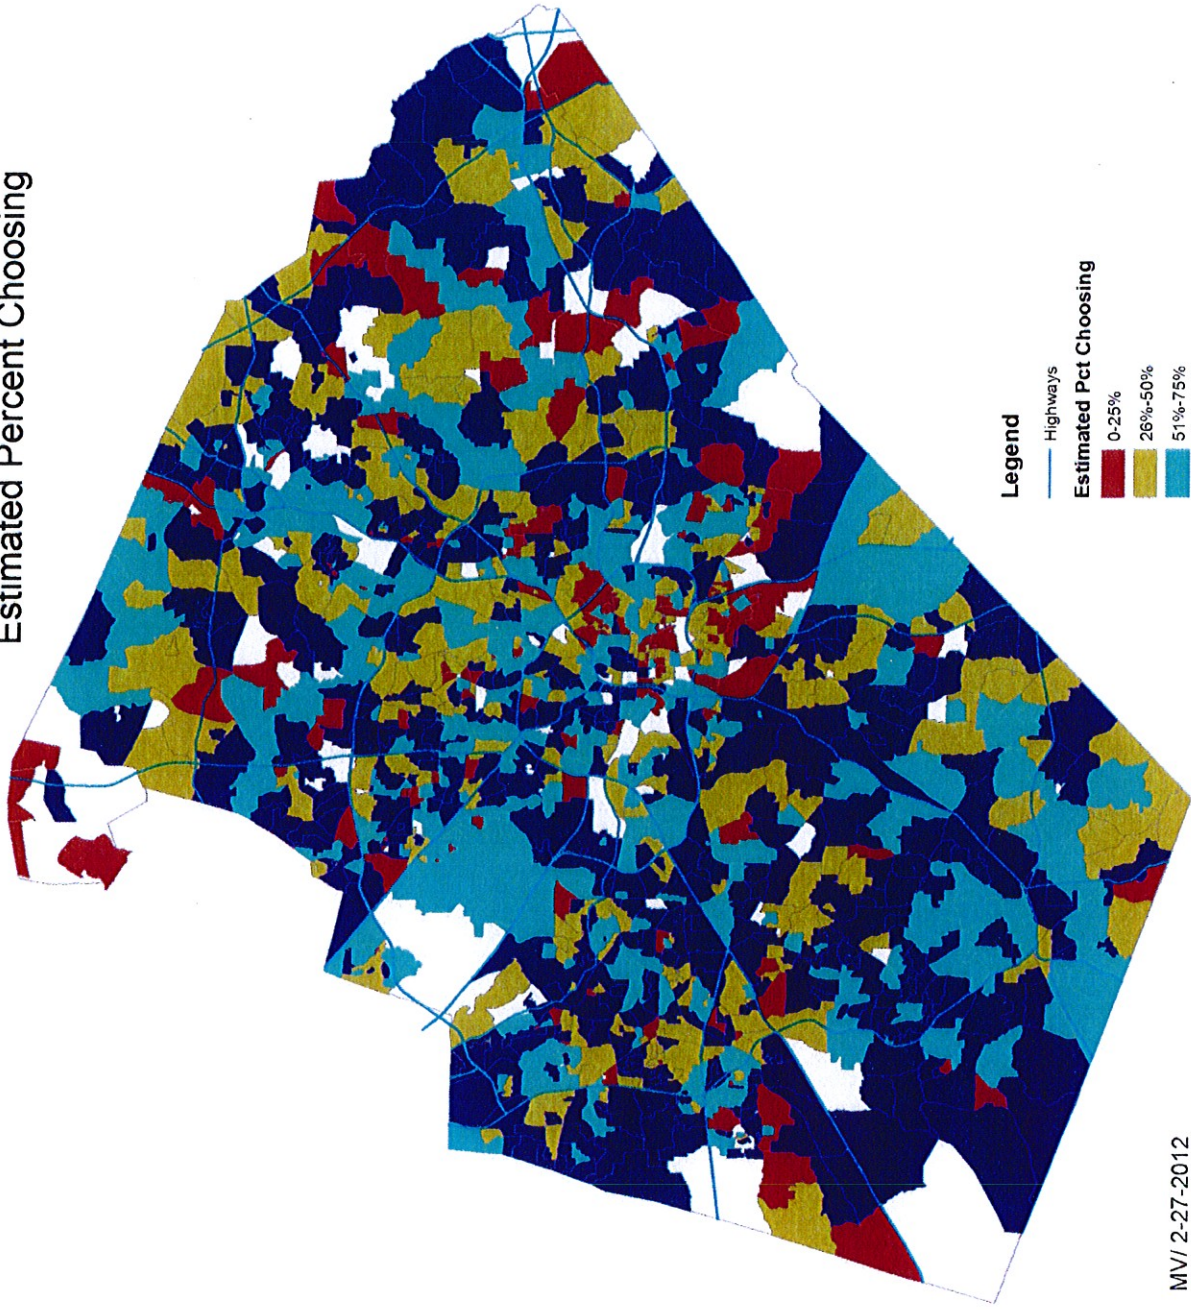 Estimated Percent Choosing
Legend
Highways
Estimated Pct Choosing
0-25%
26%-50%
51%-75%
MV/ 2-27-2012